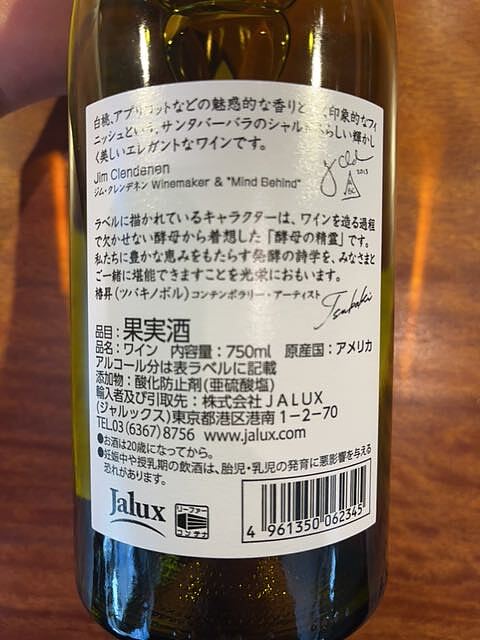 白桃、アプリコットなどの魅惑的な香りと、印象的なフィ
ニッシュという、サンタバーバラのシャルドネらしい輝かし
く美しいエレガントなワインです。
Jim Clendenen
ジム・クレンデネン Winemaker & "Mind Behind"
2013
ABC
ラベルに描かれているキャラクターは、ワインを造る過程
で欠かせない酵母から着想した「酵母の精霊」です。
私たちに豊かな恵みをもたらす発酵の詩学を、みなさまと
ご一緒に堪能できますことを光栄におもいます。
椿昇(ツバキノボル)コンテンポラリー・アーティスト
Tsubaki
品目：果実酒
品名：ワイン 内容量：750ml 原産国：アメリカ
アルコール分は表ラベルに記載
添加物：酸化防止剤(亜硫酸塩)
輸入者及び引取先：株式会社JALUX
(ジャルックス)東京都港区港南1-2-70
TEL03(6367)8756 www.jalux.com
●お酒は20歳になってから。
●妊娠中や授乳期の飲酒は、胎児・乳児の発育に悪影響を与える
恐れがあります。
Jalux
リーファー
コンテナ
4 961350 062345